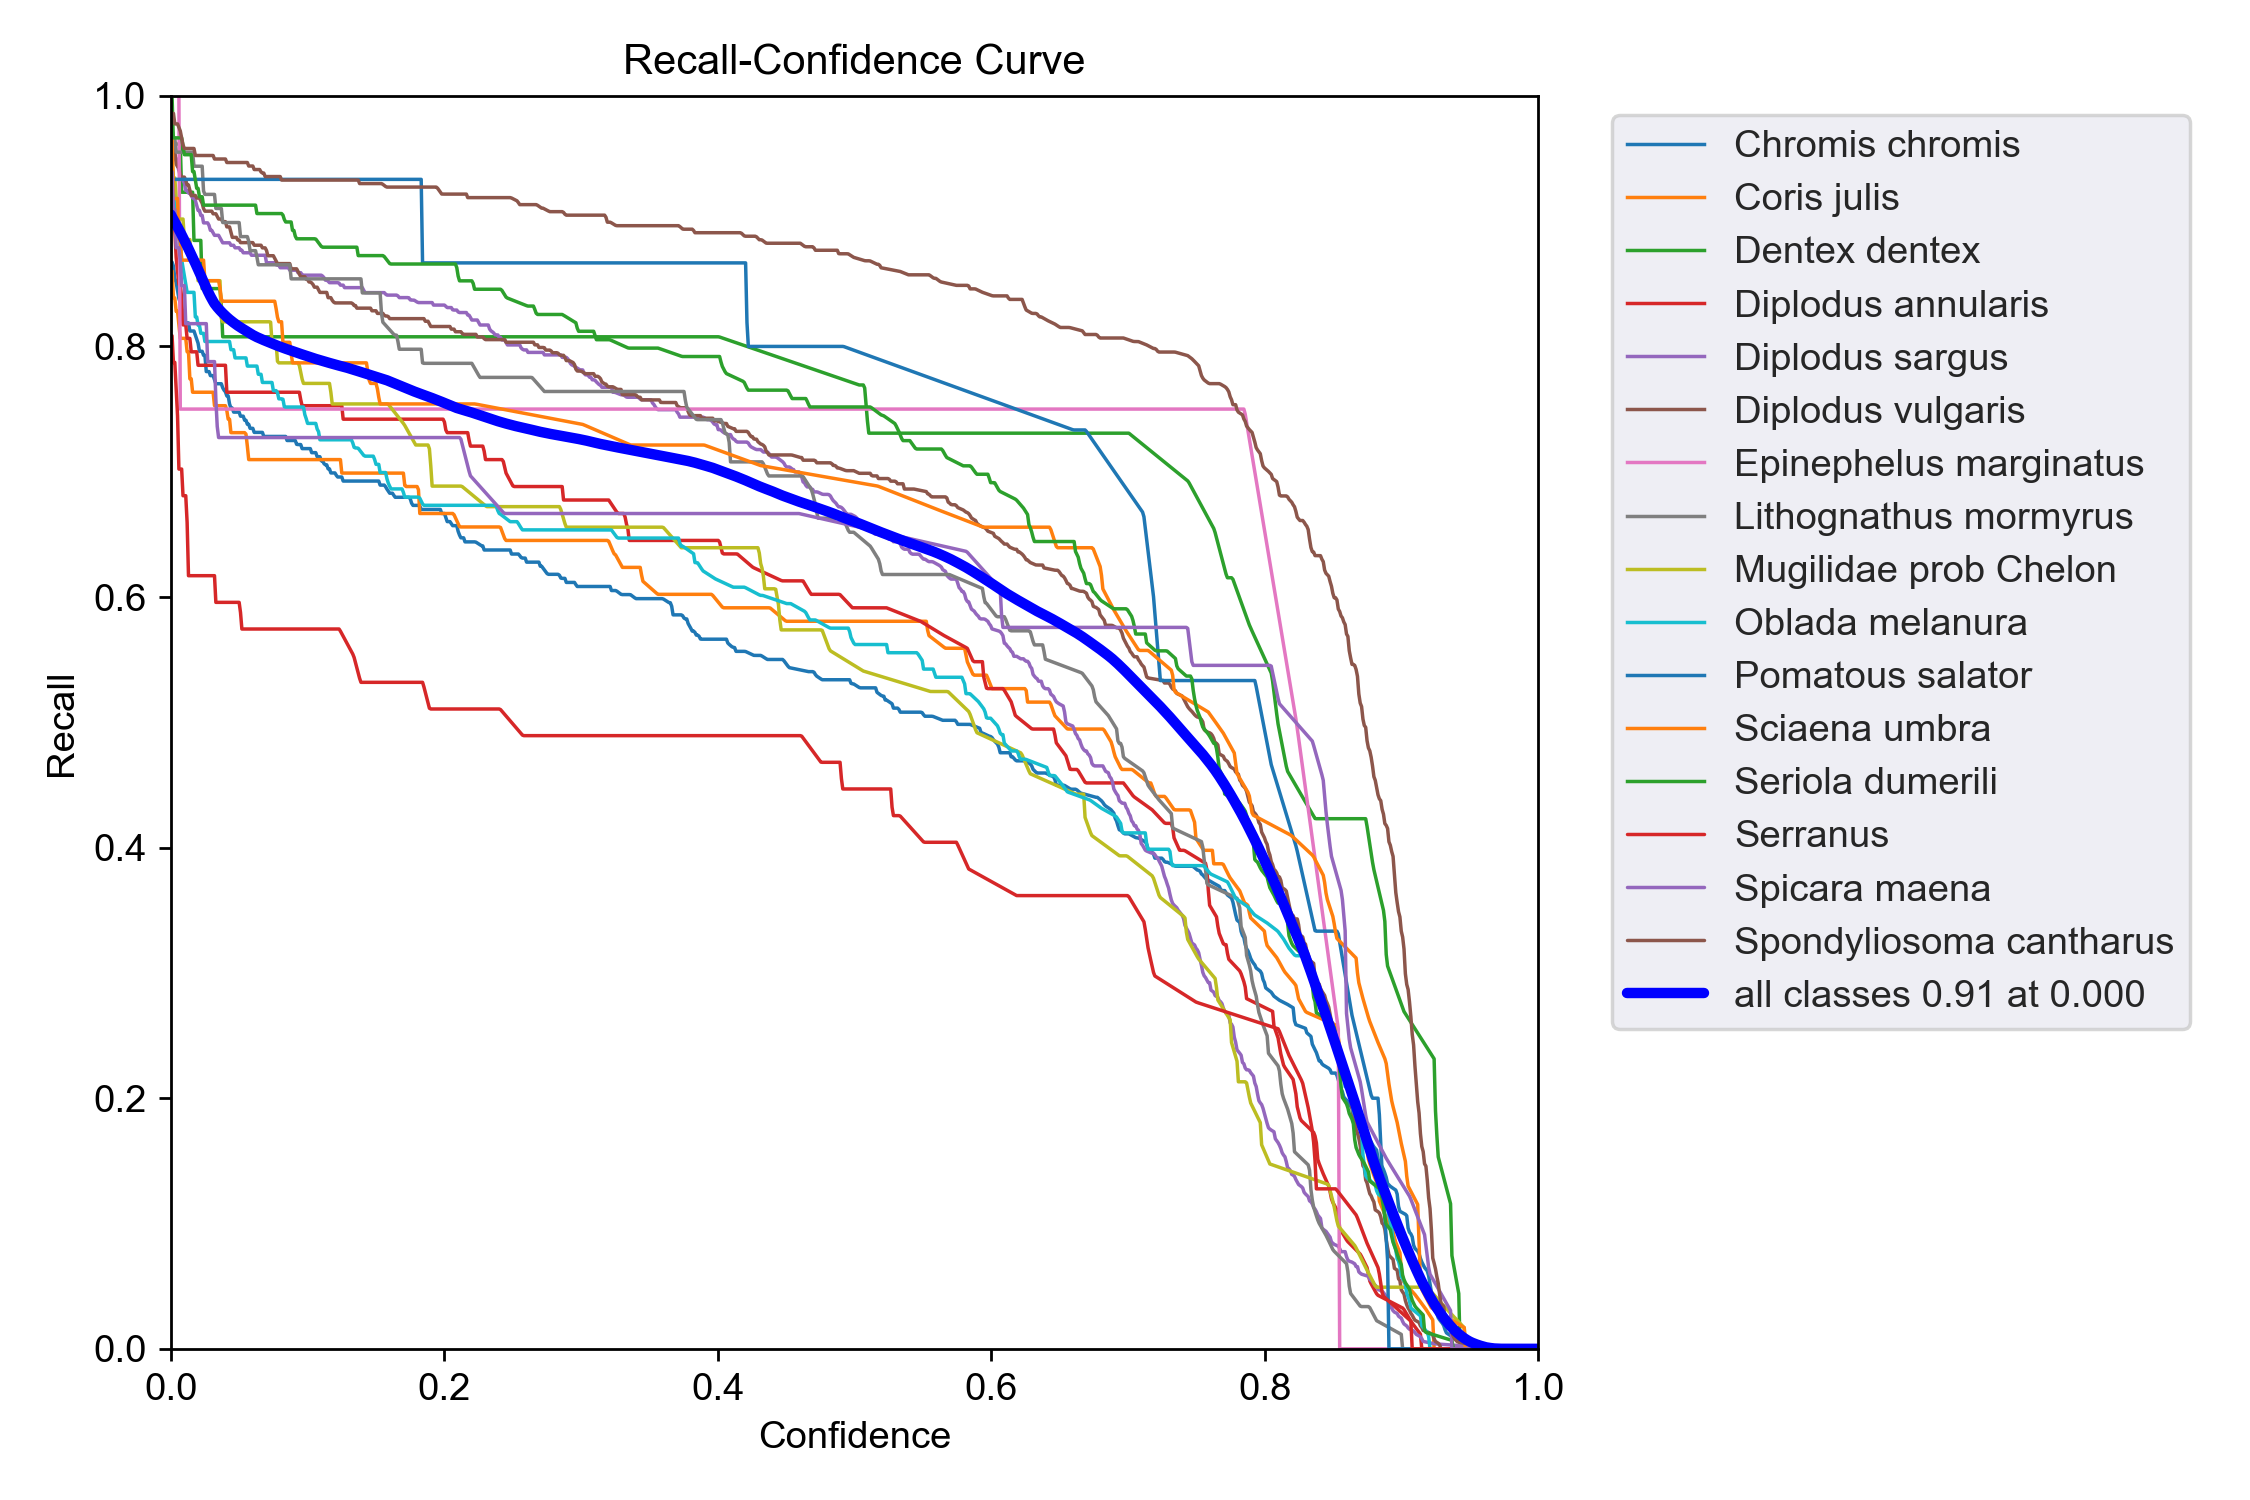 Recall-Confidence Curve
1.0
0.8
0.6
0.4
0.2
0.0
Recall
0.0 0.2 0.4 0.6 0.8 1.0
Confidence
Chromis chromis
Coris julis
Dentex dentex
Diplodus annularis
Diplodus sargus
Diplodus vulgaris
Epinephelus marginatus
Lithognathus mormyrus
Mugilidae prob Chelon
Oblada melanura
Pomatous salator
Sciaena umbra
Seriola dumerili
Serranus
Spicara maena
Spondyliosoma cantharus
all classes 0.91 at 0.000